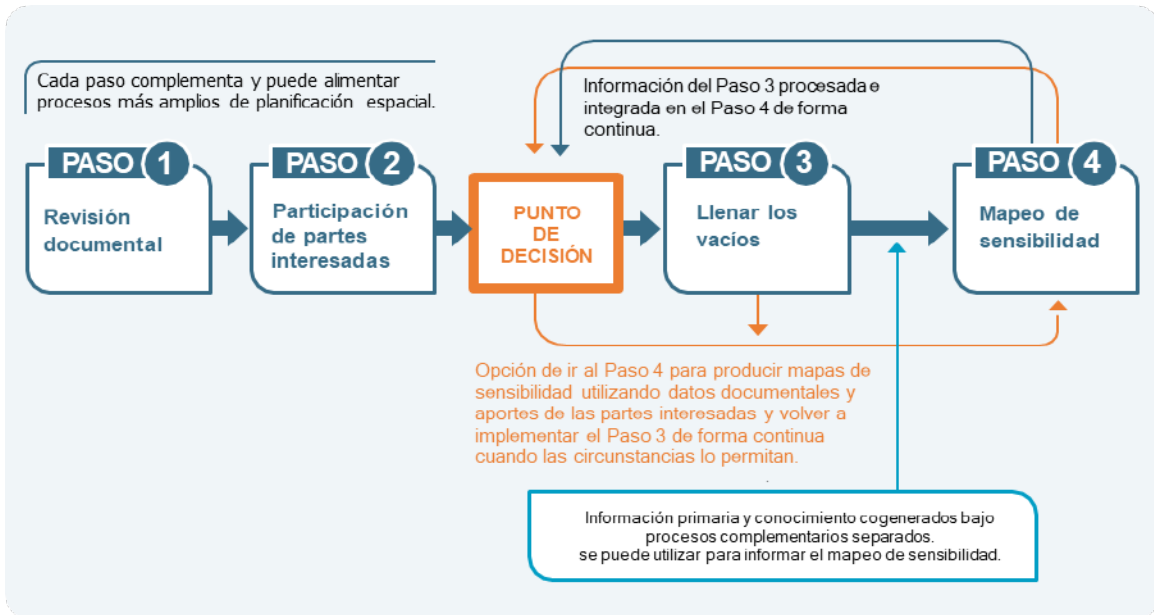 Cada paso complementa y puede alimentar
procesos más amplios de planificación espacial.
Información del Paso 3 procesada e
integrada en el Paso 4 de forma
continua.
PASO 1
Revisión
documental
PASO 2
Participación
de partes
interesadas
PUNTO
DE
DECISIÓN
PASO 3
Llenar los
vacíos
PASO 4
Mapeo de
sensibilidad
Opción de ir al Paso 4 para producir mapas de
sensibilidad utilizando datos documentales y
aportes de las partes interesadas y volver a
implementar el Paso 3 de forma continua
cuando las circunstancias lo permitan.
.
Información primaria y conocimiento cogenerados bajo
procesos complementarios separados.
se puede utilizar para informar el mapeo de sensibilidad.